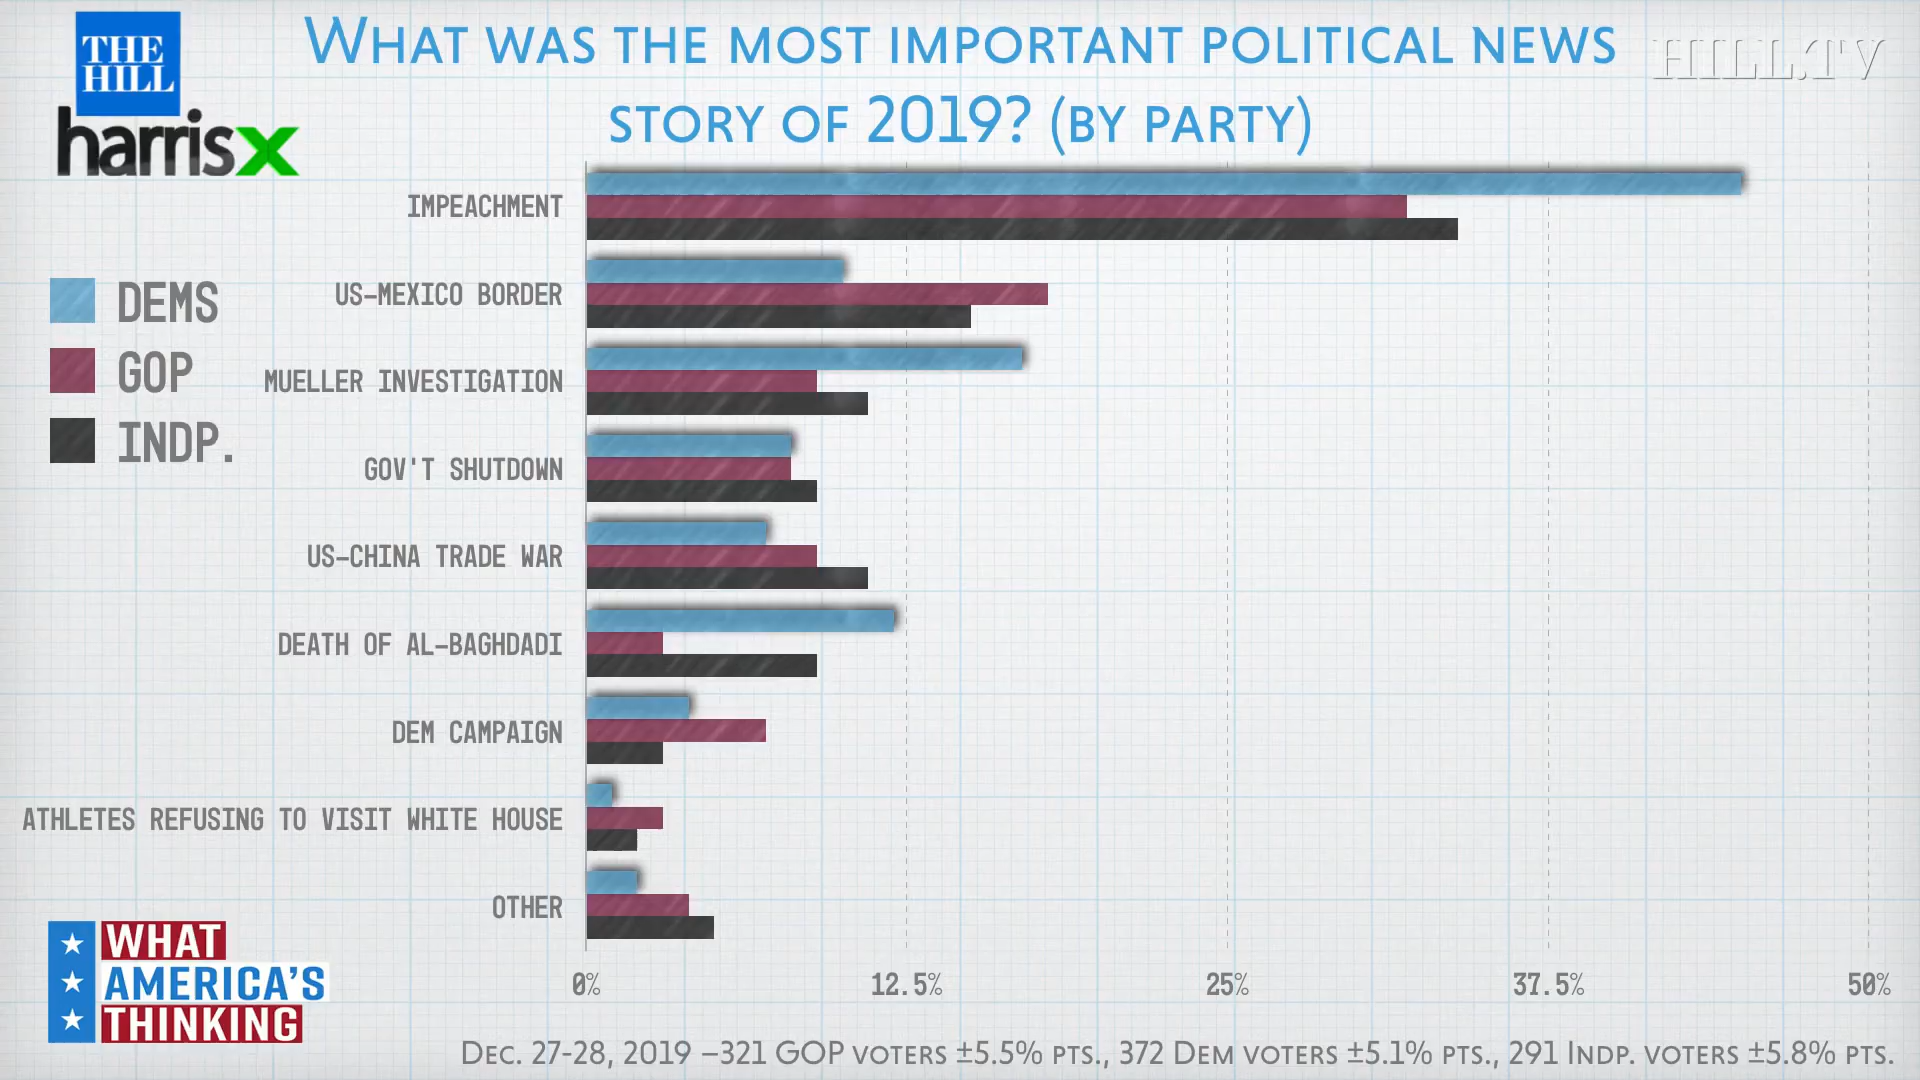 THE
HILL
harrisx
WHAT WAS THE MOST IMPORTANT POLITICAL NEWS
STORY OF 2019? (BY PARTY)
HILL.TV
DEMS
GOP
INDP.
IMPEACHMENT
US-MEXICO BORDER
MUELLER INVESTIGATION
GOV'T SHUTDOWN
US-CHINA TRADE WAR
DEATH OF AL-BAGHDADI
DEM CAMPAIGN
ATHLETES REFUSING TO VISIT WHITE HOUSE
OTHER
0% 12.5% 25% 37.5% 50%
WHAT
AMERICA'S
THINKING
DEC. 27-28, 2019 –321 GOP VOTERS ±5.5% PTS., 372 DEM VOTERS ±5.1% PTS., 291 INDP. VOTERS ±5.8% PTS.